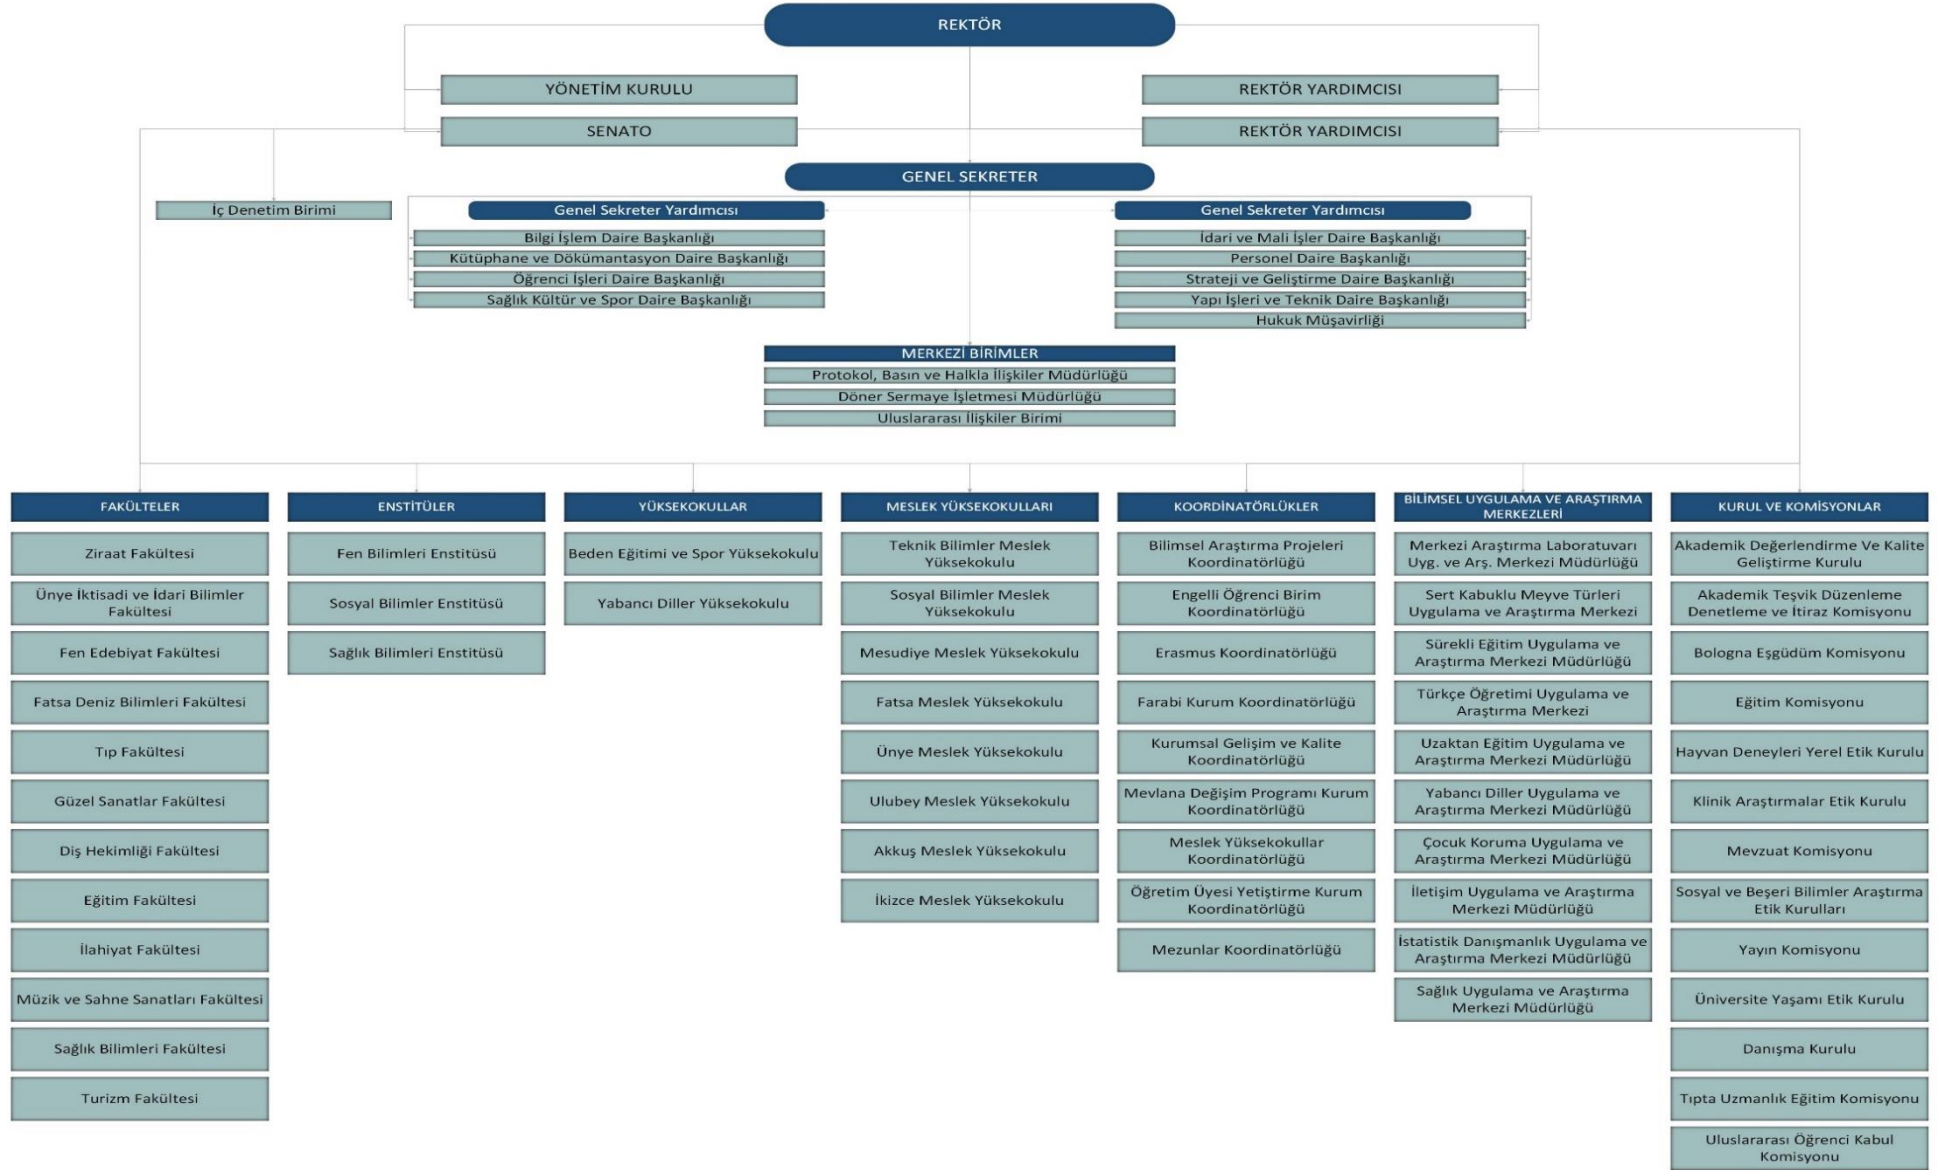 REKTÖR
YÖNETİM KURULU
REKTÖR YARDIMCISI
SENATO
REKTÖR YARDIMCISI
GENEL SEKRETER
İç Denetim Birimi
Genel Sekreter Yardımcısı
Bilgi İşlem Daire Başkanlığı
Kütüphane ve Dökümantasyon Daire Başkanlığı
Öğrenci İşleri Daire Başkanlığı
Sağlık Kültür ve Spor Daire Başkanlığı
Genel Sekreter Yardımcısı
İdari ve Mali İşler Daire Başkanlığı
Personel Daire Başkanlığı
Strateji ve Geliştirme Daire Başkanlığı
Yapı İşleri ve Teknik Daire Başkanlığı
Hukuk Müşavirliği
MERKEZİ BİRİMLER
Protokol, Basın ve Halkla İlişkiler Müdürlüğü
Döner Sermaye İşletmesi Müdürlüğü
Uluslararası İlişkiler Birimi
FAKÜLTELER
Ziraat Fakültesi
Ünye İktisadi ve İdari Bilimler
Fakültesi
Fen Edebiyat Fakültesi
Fatsa Deniz Bilimleri Fakültesi
Tıp Fakültesi
Güzel Sanatlar Fakültesi
Diş Hekimliği Fakültesi
Eğitim Fakültesi
İlahiyat Fakültesi
Müzik ve Sahne Sanatları Fakültesi
Sağlık Bilimleri Fakültesi
Turizm Fakültesi
ENSTİTÜLER
Fen Bilimleri Enstitüsü
Sosyal Bilimler Enstitüsü
Sağlık Bilimleri Enstitüsü
YÜKSEKOKULLAR
Beden Eğitimi ve Spor Yüksekokulu
Yabancı Diller Yüksekokulu
MESLEK YÜKSEKOKULLARI
Teknik Bilimler Meslek
Yüksekokulu
Sosyal Bilimler Meslek
Yüksekokulu
Mesudiye Meslek Yüksekokulu
Fatsa Meslek Yüksekokulu
Ünye Meslek Yüksekokulu
Ulubey Meslek Yüksekokulu
Akkuş Meslek Yüksekokulu
İkizce Meslek Yüksekokulu
KOORDİNATÖRLÜKLER
Bilimsel Araştırma Projeleri
Koordinatörlüğü
Engelli Öğrenci Birim
Koordinatörlüğü
Erasmus Koordinatörlüğü
Farabi Kurum Koordinatörlüğü
Kurumsal Gelişim ve Kalite
Koordinatörlüğü
Mevlana Değişim Programı Kurum
Koordinatörlüğü
Meslek Yüksekokullar
Koordinatörlüğü
Öğretim Üyesi Yetiştirme Kurum
Koordinatörlüğü
Mezunlar Koordinatörlüğü
BİLİMSEL UYGULAMA VE ARAŞTIRMA
MERKEZLERİ
Merkezi Araştırma Laboratuvarı
Uyg. ve Arş. Merkezi Müdürlüğü
Sert Kabuklu Meyve Türleri
Uygulama ve Araştırma Merkezi
Sürekli Eğitim Uygulama ve
Araştırma Merkezi Müdürlüğü
Türkçe Öğretimi Uygulama ve
Araştırma Merkezi
Uzaktan Eğitim Uygulama ve
Araştırma Merkezi Müdürlüğü
Yabancı Diller Uygulama ve
Araştırma Merkezi Müdürlüğü
Çocuk Koruma Uygulama ve
Araştırma Merkezi Müdürlüğü
İletişim Uygulama ve Araştırma
Merkezi Müdürlüğü
İstatistik Danışmanlık Uygulama ve
Araştırma Merkezi Müdürlüğü
Sağlık Uygulama ve Araştırma
Merkezi Müdürlüğü
KURUL VE KOMİSYONLAR
Akademik Değerlendirme Ve Kalite
Geliştirme Kurulu
Akademik Teşvik Düzenleme
Denetleme ve İtiraz Komisyonu
Bologna Eşgüdüm Komisyonu
Eğitim Komisyonu
Hayvan Deneyleri Yerel Etik Kurulu
Klinik Araştırmalar Etik Kurulu
Mevzuat Komisyonu
Sosyal ve Beşeri Bilimler Araştırma
Etik Kurulları
Yayın Komisyonu
Üniversite Yaşamı Etik Kurulu
Danışma Kurulu
Tıpta Uzmanlık Eğitim Komisyonu
Uluslararası Öğrenci Kabul
Komisyonu